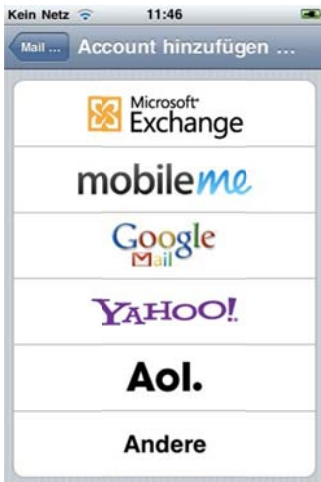 Kein Netz 11:46
Mail ... Account hinzufügen ...
Microsoft
Exchange
mobileme
Google
Mail
YAHOO!
Aol.
Andere